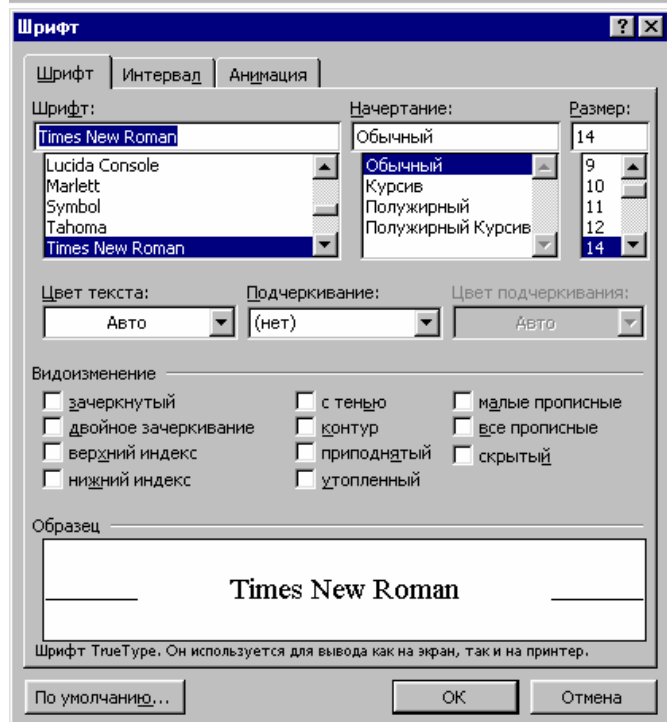 Шрифт
Шрифт Интервал Анимация
Шрифт: Начертание: Размер:
Times New Roman Обычный 14
Lucida Console Обычный 9
Marlett Курсив 10
Symbol Полужирный 11
Tahoma Полужирный Курсив 12
Times New Roman 14
Цвет текста: Подчеркивание: Цвет подчеркивания:
Авто (нет) Авто
Видоизменение
зачеркнутый с тенью малые прописные
двойное зачеркивание контур все прописные
верхний индекс приподнятый скрытый
нижний индекс утопленный
Образец
Times New Roman
Шрифт TrueType. Он используется для вывода как на экран, так и на принтер.
По умолчанию... ОК Отмена